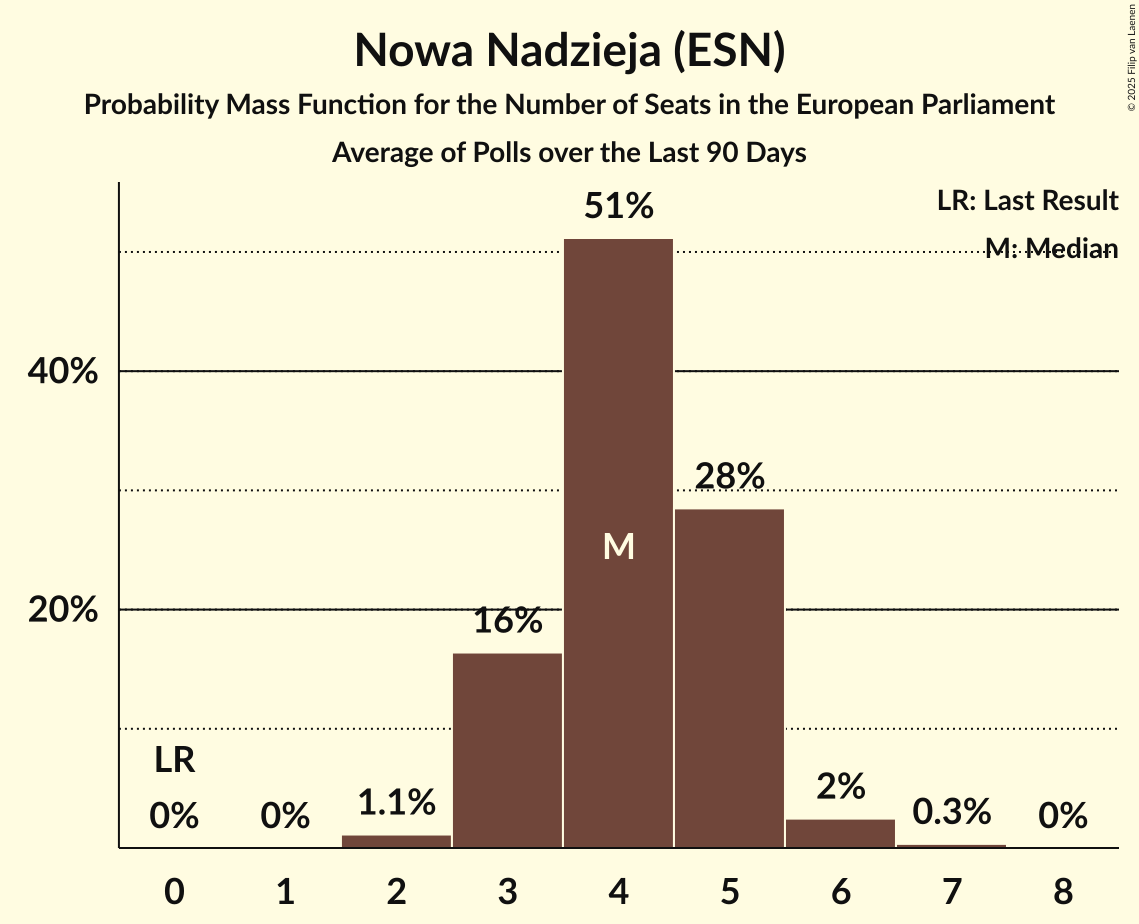 Nowa Nadzieja (ESN)
Probability Mass Function for the Number of Seats in the European Parliament
Average of Polls over the Last 90 Days
© 2025 Filip van Laenen
LR: Last Result
M: Median
51%
40%
28%
M
20%
16%
LR
0%
0%
1.1%
2%
0.3%
0%
0 1 2 3 4 5 6 7 8